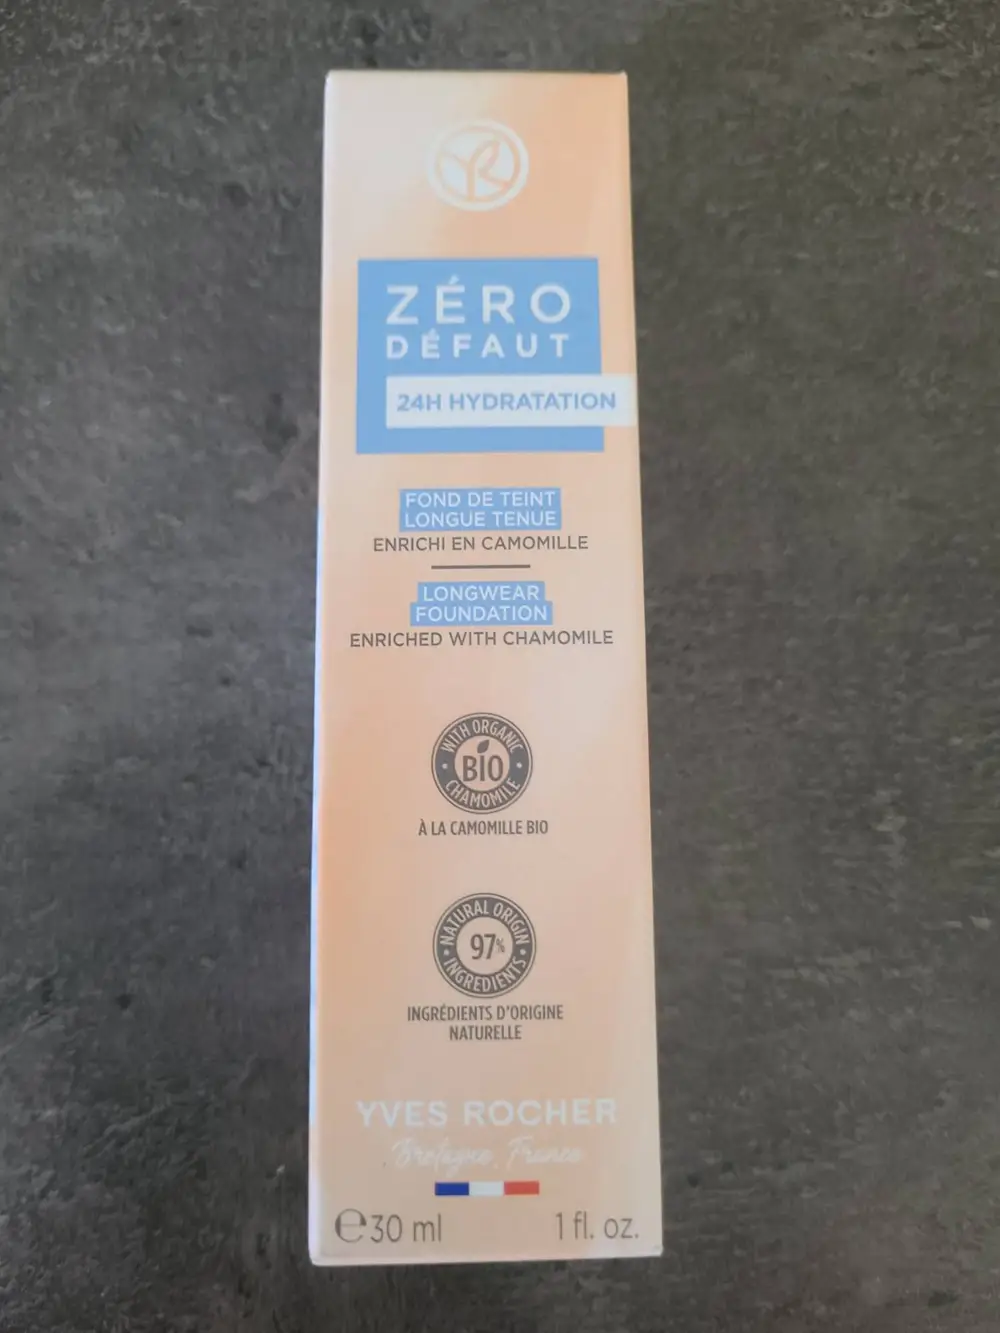 YR
ZÉRO
DÉFAUT
24H HYDRATATION
FOND DE TEINT
LONGUE TENUE
ENRICHI EN CAMOMILLE
LONGWEAR
FOUNDATION
ENRICHED WITH CHAMOMILE
WITH ORGANIC
BIO
CHAMOMILE
À LA CAMOMILLE BIO
NATURAL ORIGIN
97%
INGREDIENTS
INGRÉDIENTS D'ORIGINE
NATURELLE
YVES ROCHER
Bretagne, France
℮30 ml 1 fl. oz.